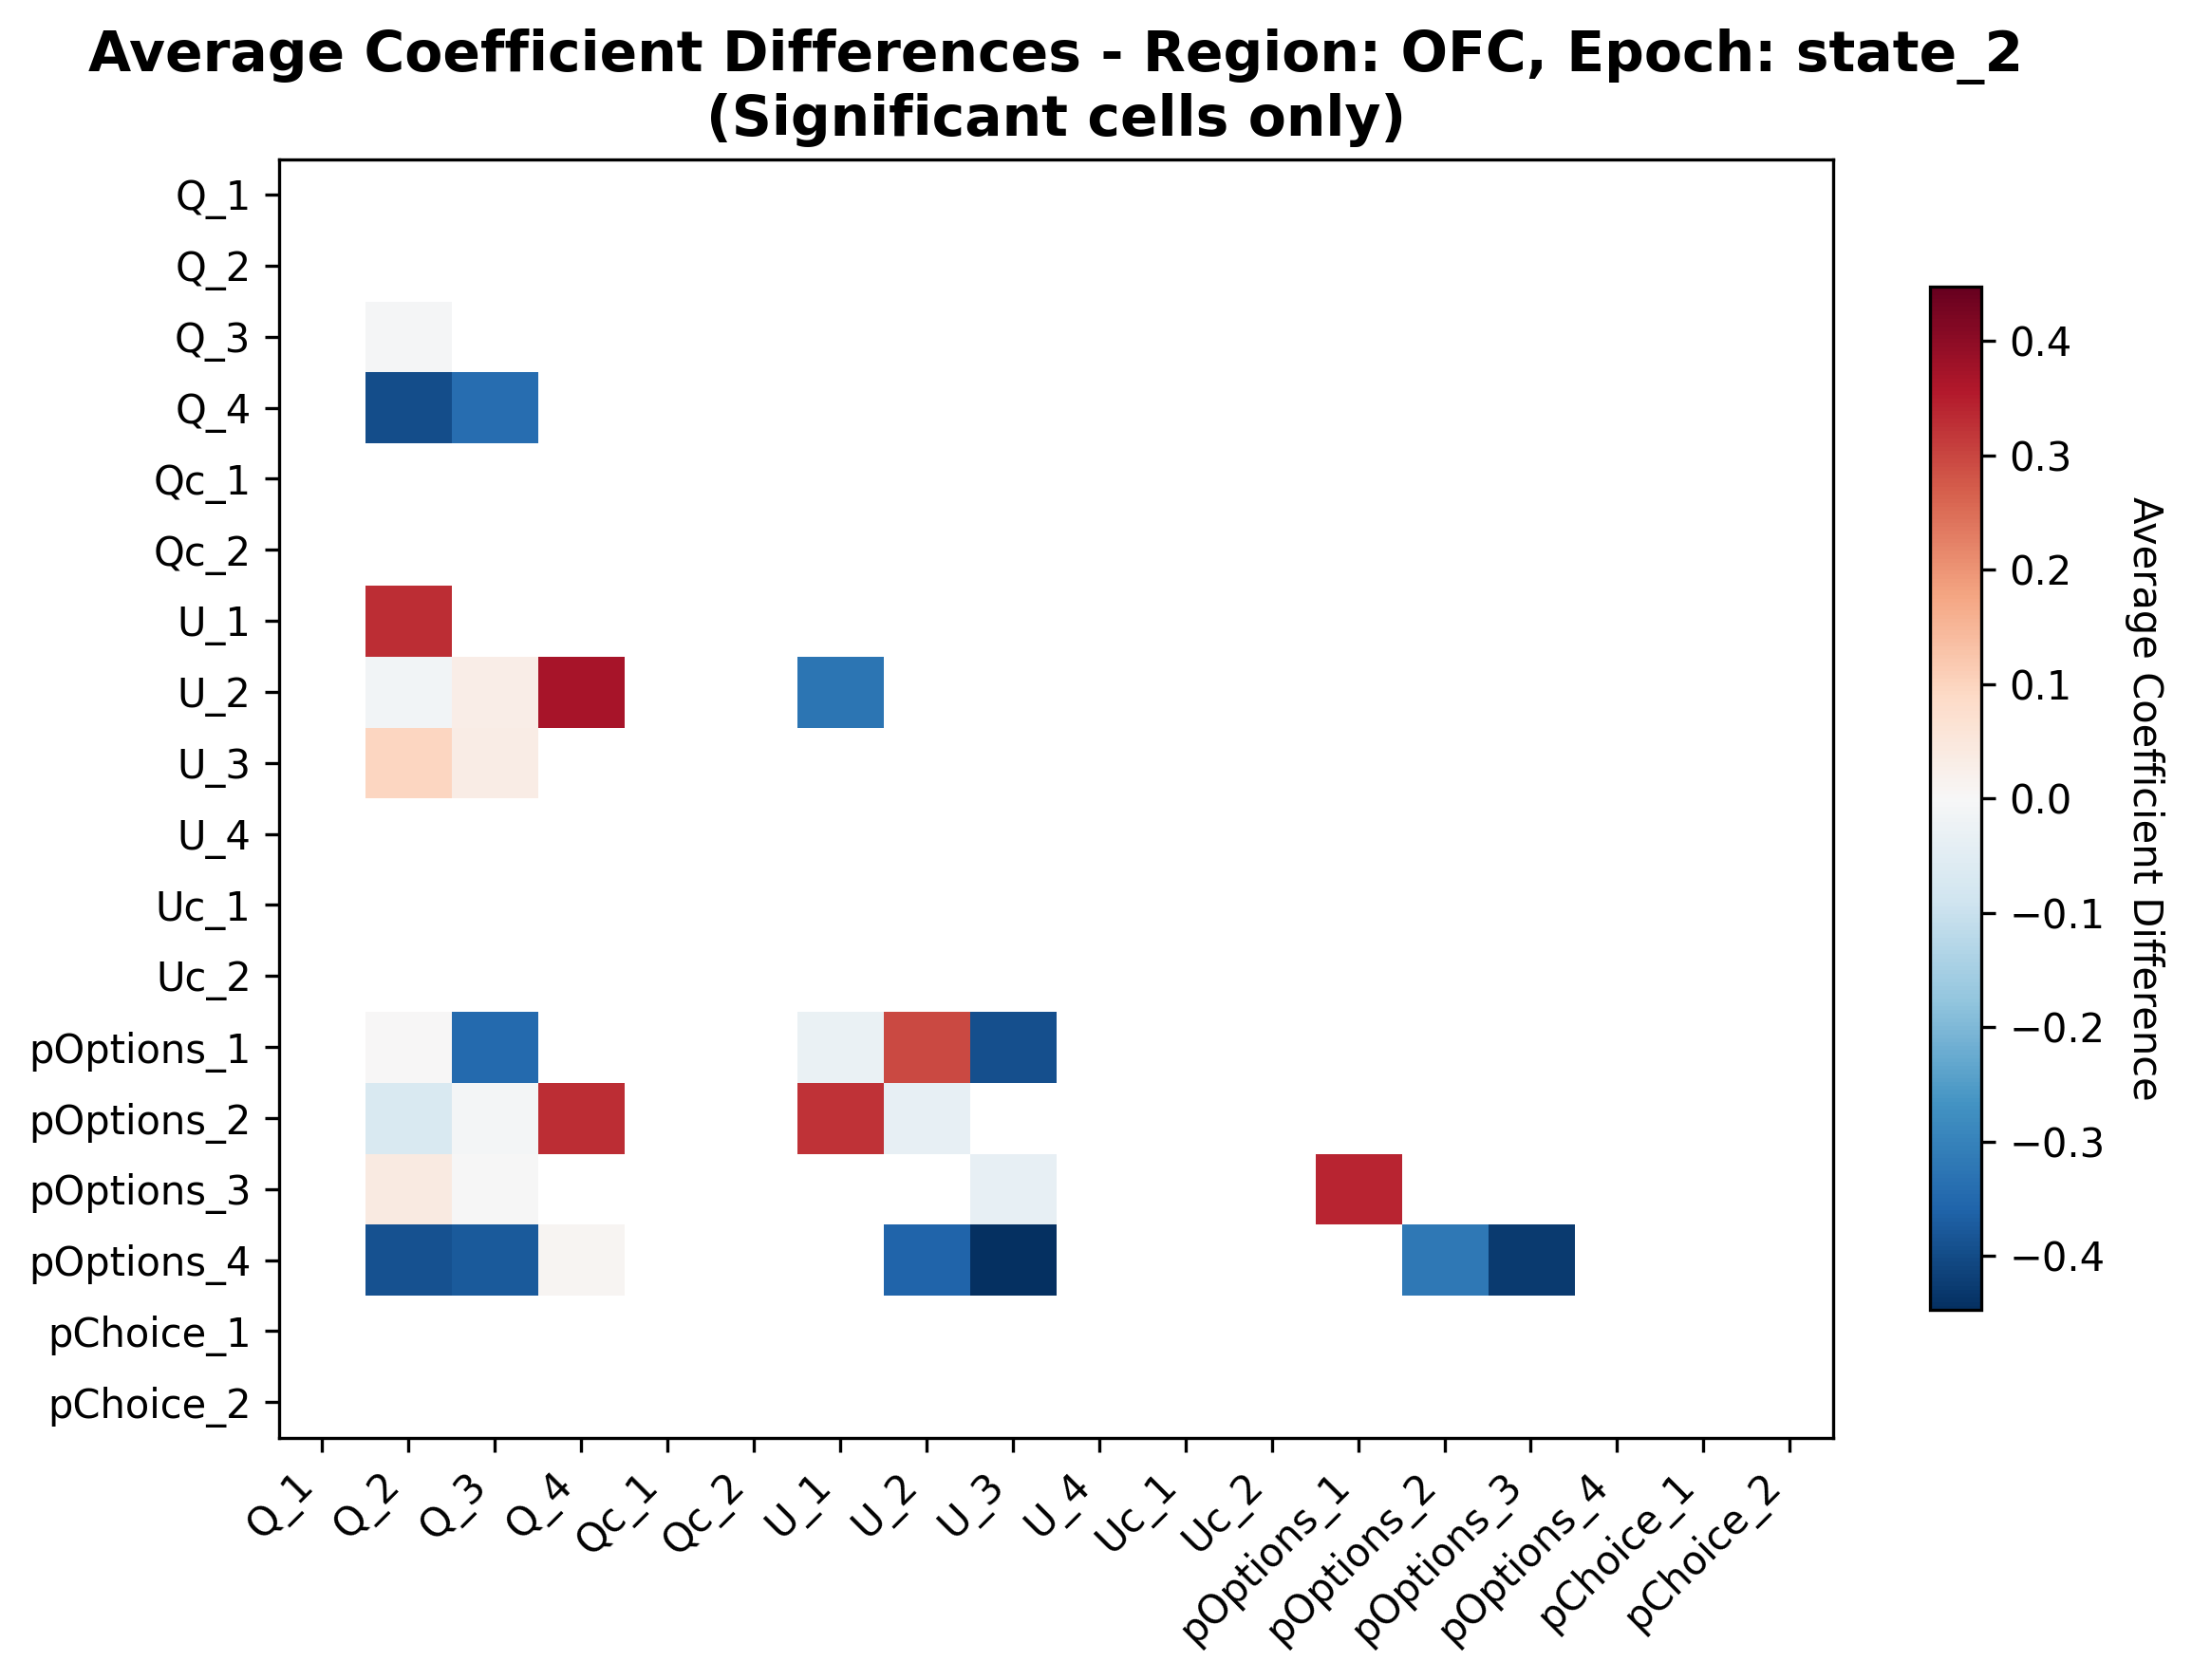 Average Coefficient Differences - Region: OFC, Epoch: state_2
(Significant cells only)
Q_1
Q_2
Q_3
Q_4
Qc_1
Qc_2
U_1
U_2
U_3
U_4
Uc_1
Uc_2
pOptions_1
pOptions_2
pOptions_3
pOptions_4
pChoice_1
pChoice_2
Q_1
Q_2
Q_3
Q_4
Qc_1
Qc_2
U_1
U_2
U_3
U_4
Uc_1
Uc_2
pOptions_1
pOptions_2
pOptions_3
pOptions_4
pChoice_1
pChoice_2
0.4
0.3
0.2
0.1
0.0
−0.1
−0.2
−0.3
−0.4
Average Coefficient Difference